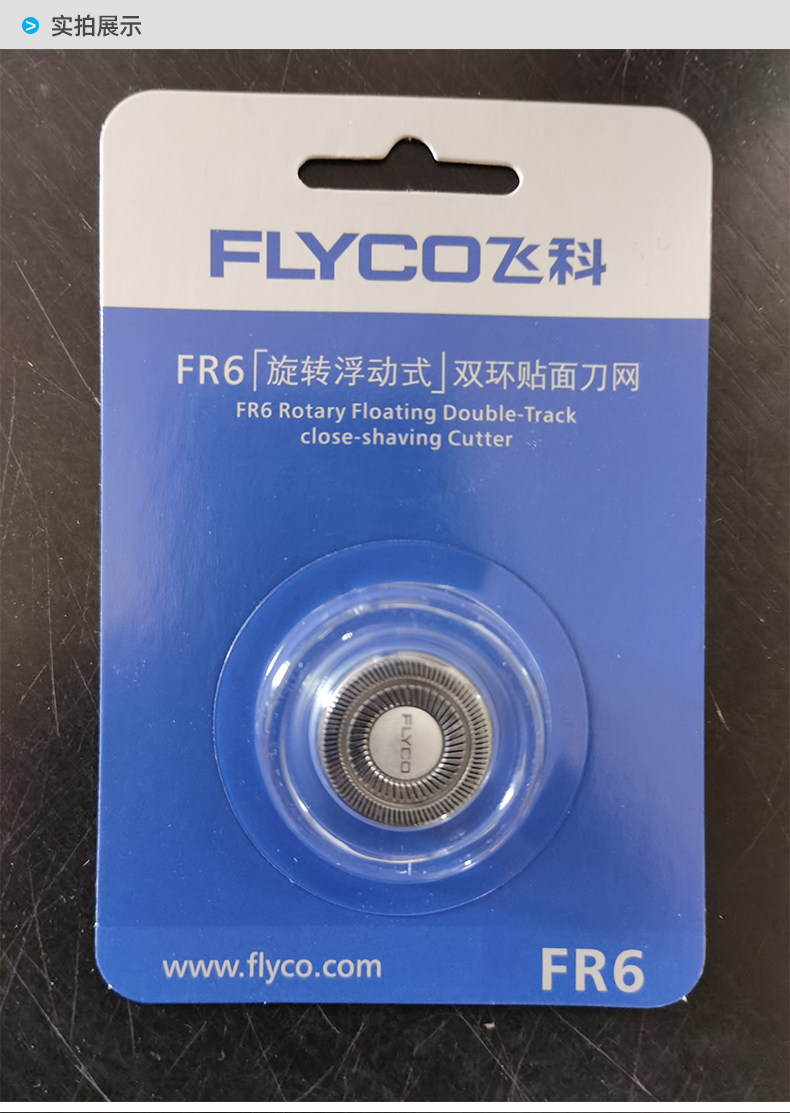 实拍展示
FLYCO飞科
FR6「旋转浮动式」双环贴面刀网
FR6 Rotary Floating Double-Track
close-shaving Cutter
FLYCO
www.flyco.com
FR6